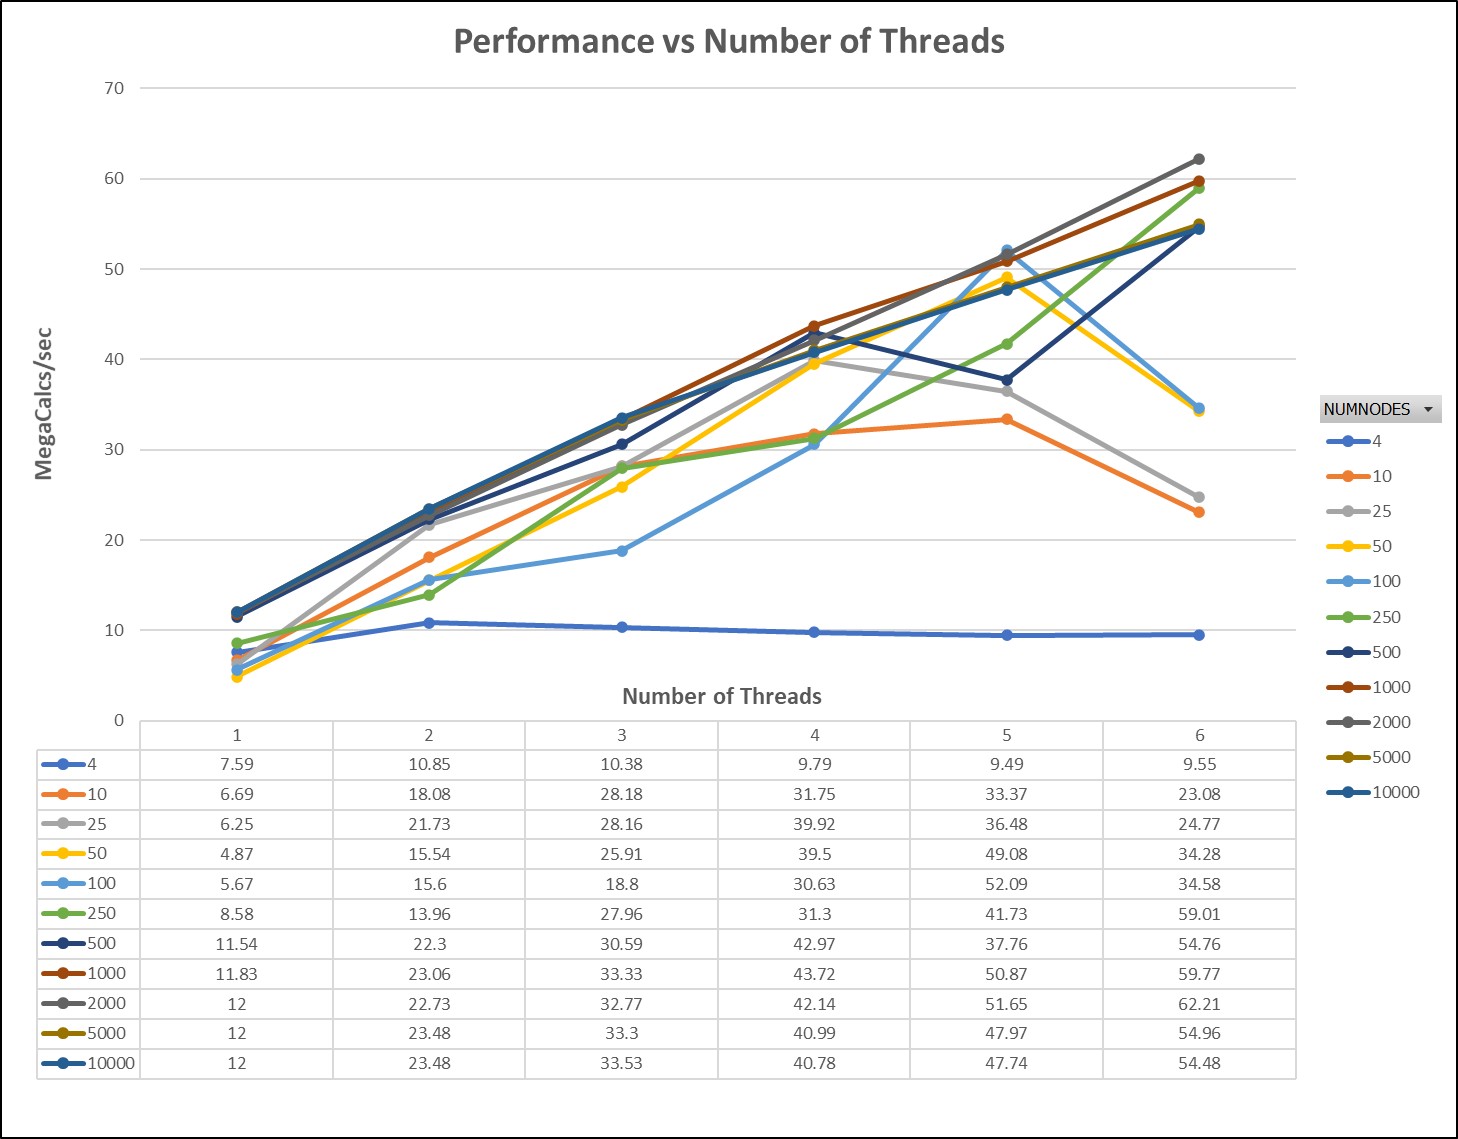 Performance vs Number of Threads
70
60
50
40
30
20
10
0
MegaCalcs/sec
Number of Threads
1 2 3 4 5 6
4 7.59 10.85 10.38 9.79 9.49 9.55
10 6.69 18.08 28.18 31.75 33.37 23.08
25 6.25 21.73 28.16 39.92 36.48 24.77
50 4.87 15.54 25.91 39.5 49.08 34.28
100 5.67 15.6 18.8 30.63 52.09 34.58
250 8.58 13.96 27.96 31.3 41.73 59.01
500 11.54 22.3 30.59 42.97 37.76 54.76
1000 11.83 23.06 33.33 43.72 50.87 59.77
2000 12 22.73 32.77 42.14 51.65 62.21
5000 12 23.48 33.3 40.99 47.97 54.96
10000 12 23.48 33.53 40.78 47.74 54.48
NUMNODES
4
10
25
50
100
250
500
1000
2000
5000
10000